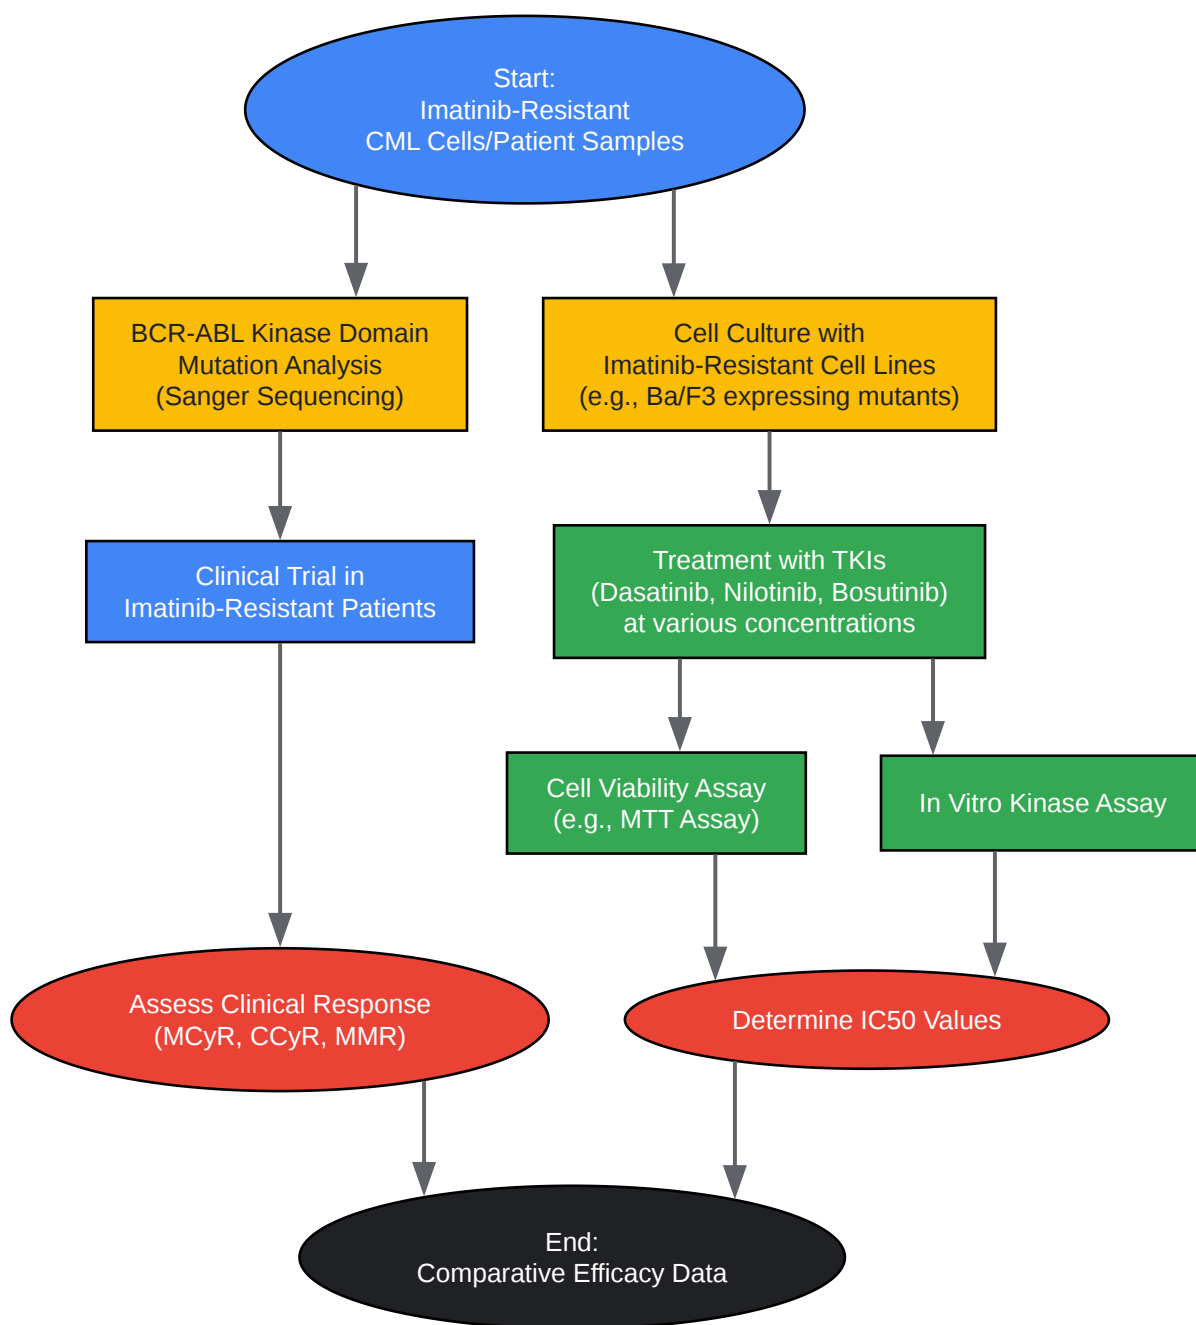 Start:
Imatinib-Resistant
CML Cells/Patient Samples
BCR-ABL Kinase Domain
Mutation Analysis
(Sanger Sequencing)
Cell Culture with
Imatinib-Resistant Cell Lines
(e.g., Ba/F3 expressing mutants)
Clinical Trial in
Imatinib-Resistant Patients
Treatment with TKIs
(Dasatinib, Nilotinib, Bosutinib)
at various concentrations
Cell Viability Assay
(e.g., MTT Assay)
In Vitro Kinase Assay
Assess Clinical Response
(MCyR, CCyR, MMR)
Determine IC50 Values
End:
Comparative Efficacy Data